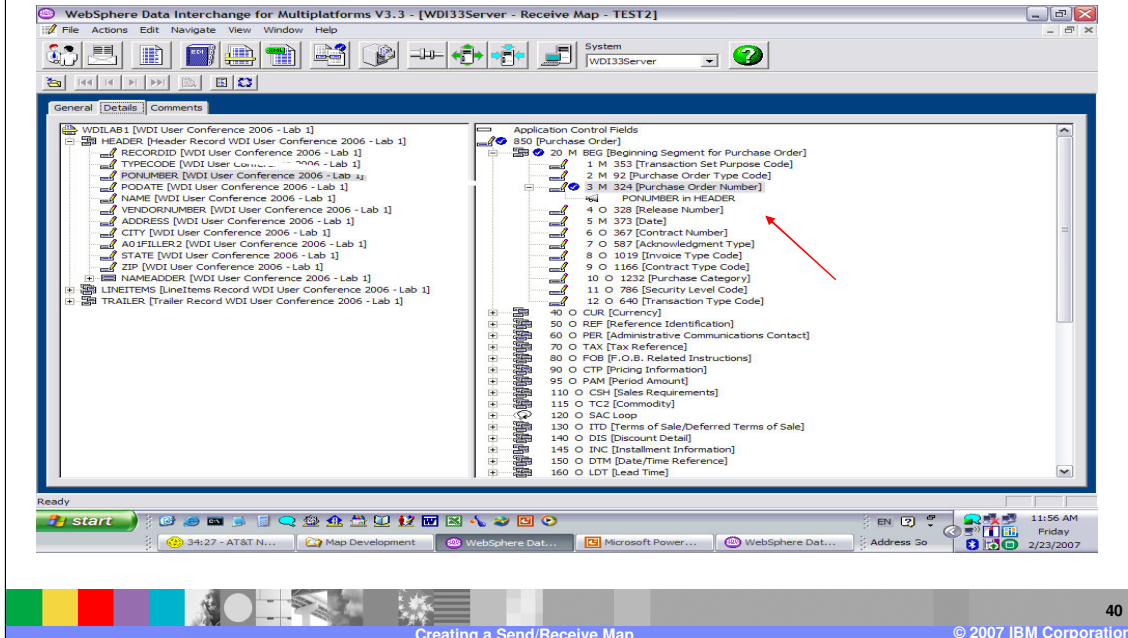 WebSphere Data Interchange for Multiplatforms V3.3 - [WDI33Server - Receive Map - TEST2]
File Actions Edit Navigate View Window Help
System
WDI33Server
General Details Comments
WDILAB1 [WDI User Conference 2006 - Lab 1]
HEADER [Header Record WDI User Conference 2006 - Lab 1]
RECORDID [WDI User Conference 2006 - Lab 1]
TYPECODE [WDI User 2006 - Lab 1]
PONUMBER [WDI User Conference 2006 - Lab 1]
PODATE [WDI User Conference 2006 - Lab 1]
NAME [WDI User Conference 2006 - Lab 1]
VENDORNUMBER [WDI User Conference 2006 - Lab 1]
ADDRESS [WDI User Conference 2006 - Lab 1]
CITY [WDI User Conference 2006 - Lab 1]
A01FILLER2 [WDI User Conference 2006 - Lab 1]
STATE [WDI User Conference 2006 - Lab 1]
ZIP [WDI User Conference 2006 - Lab 1]
NAMEADDER [WDI User Conference 2006 - Lab 1]
LINEITEMS [LineItems Record WDI User Conference 2006 - Lab 1]
TRAILER [Trailer Record WDI User Conference 2006 - Lab 1]
Application Control Fields
850 [Purchase Order]
20 M BEG [Beginning Segment for Purchase Order]
1 M 353 [Transaction Set Purpose Code]
2 M 92 [Purchase Order Type Code]
3 M 324 [Purchase Order Number]
PONUMBER in HEADER
4 O 328 [Release Number]
5 M 373 [Date]
6 O 367 [Contract Number]
7 O 587 [Acknowledgment Type]
8 O 1019 [Invoice Type Code]
9 O 1166 [Contract Type Code]
10 O 1232 [Purchase Category]
11 O 786 [Security Level Code]
12 O 640 [Transaction Type Code]
40 O CUR [Currency]
50 O REF [Reference Identification]
60 O PER [Administrative Communications Contact]
70 O TAX [Tax Reference]
80 O FOB [F.O.B. Related Instructions]
90 O CTP [Pricing Information]
95 O PAM [Period Amount]
110 O CSH [Sales Requirements]
115 O TC2 [Commodity]
120 O SAC Loop
130 O ITD [Terms of Sale/Deferred Terms of Sale]
140 O DIS [Discount Detail]
145 O INC [Installment Information]
150 O DTM [Date/Time Reference]
160 O LDT [Lead Time]
Ready
start
EN
11:56 AM
34:27 - AT&T N... Map Development WebSphere Dat... Microsoft Power... WebSphere Dat... Address
Friday
2/23/2007
40
Creating a Send/Receive Map
© 2007 IBM Corporation